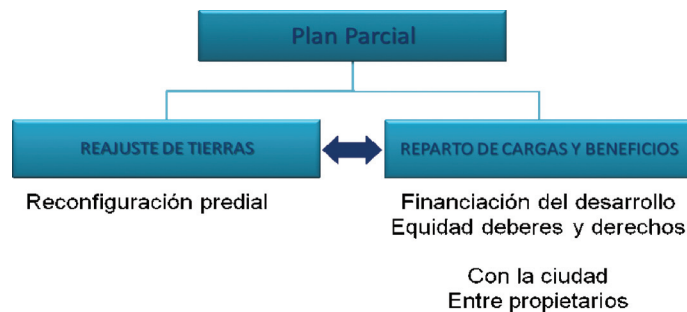 Plan Parcial
REAJUSTE DE TIERRAS
REPARTO DE CARGAS Y BENEFICIOS
Reconfiguración predial
Financiación del desarrollo
Equidad deberes y derechos
Con la ciudad
Entre propietarios